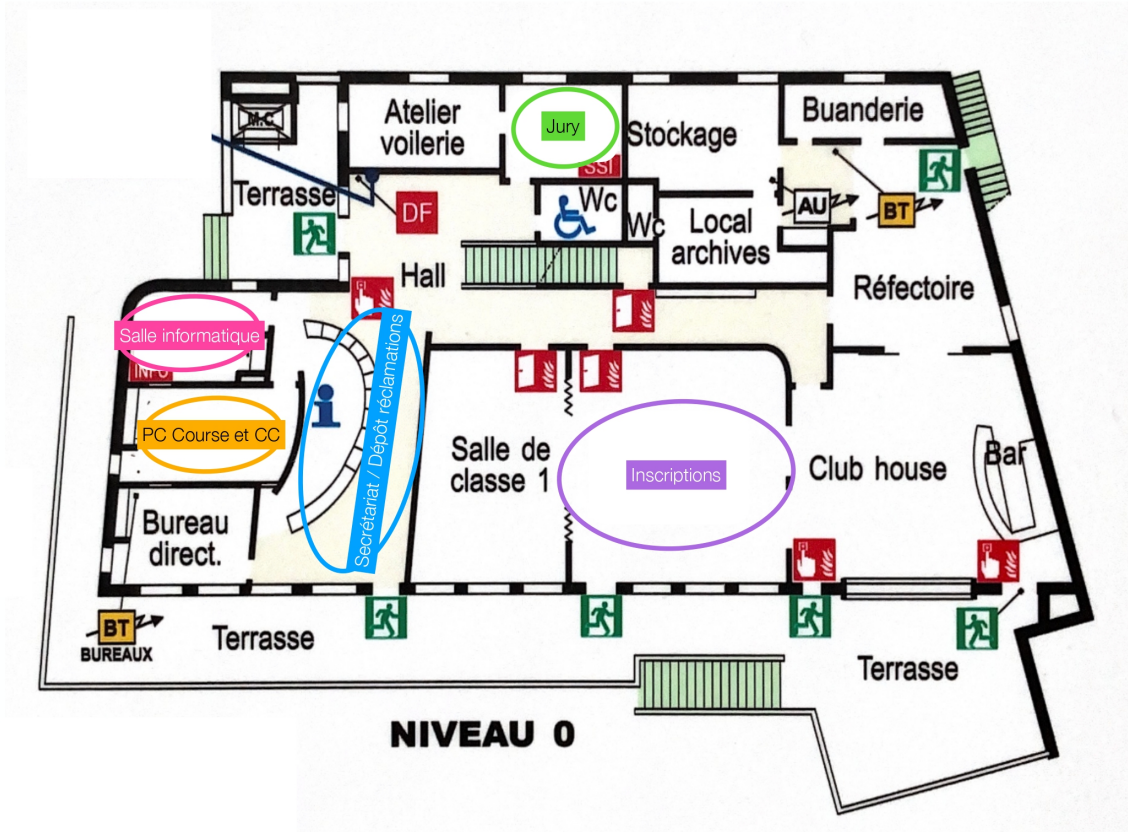 M.C
Atelier
voilerie
Jury
SSI
Stockage
Buanderie
Terrasse
DF
Wc
Wc
AU
BT
Local
archives
Hall
Réfectoire
Salle informatique
INFO
Secrétariat / Dépôt réclamations
PC Course et CC
i
Salle de
classe 1
Inscriptions
Club house
Bar
Bureau
direct.
BT
BUREAUX
Terrasse
Terrasse
NIVEAU 0